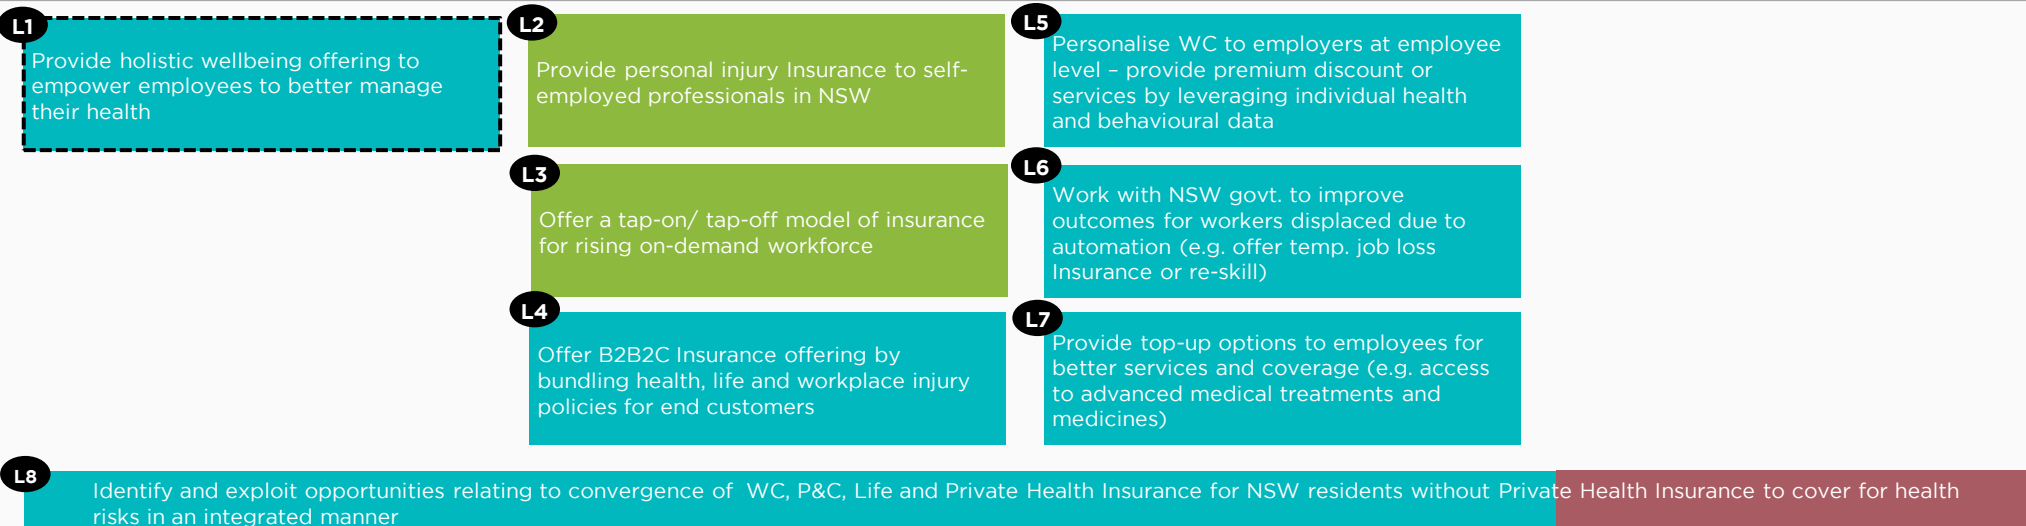 L1
Provide holistic wellbeing offering to
empower employees to better manage
their health
L2
Provide personal injury Insurance to self-
employed professionals in NSW
L3
Offer a tap-on/ tap-off model of insurance
for rising on-demand workforce
L4
Offer B2B2C Insurance offering by
bundling health, life and workplace injury
policies for end customers
L5
Personalise WC to employers at employee
level – provide premium discount or
services by leveraging individual health
and behavioural data
L6
Work with NSW govt. to improve
outcomes for workers displaced due to
automation (e.g. offer temp. job loss
Insurance or re-skill)
L7
Provide top-up options to employees for
better services and coverage (e.g. access
to advanced medical treatments and
medicines)
L8
Identify and exploit opportunities relating to convergence of WC, P&C, Life and Private Health Insurance for NSW residents without Private Health Insurance to cover for health
risks in an integrated manner